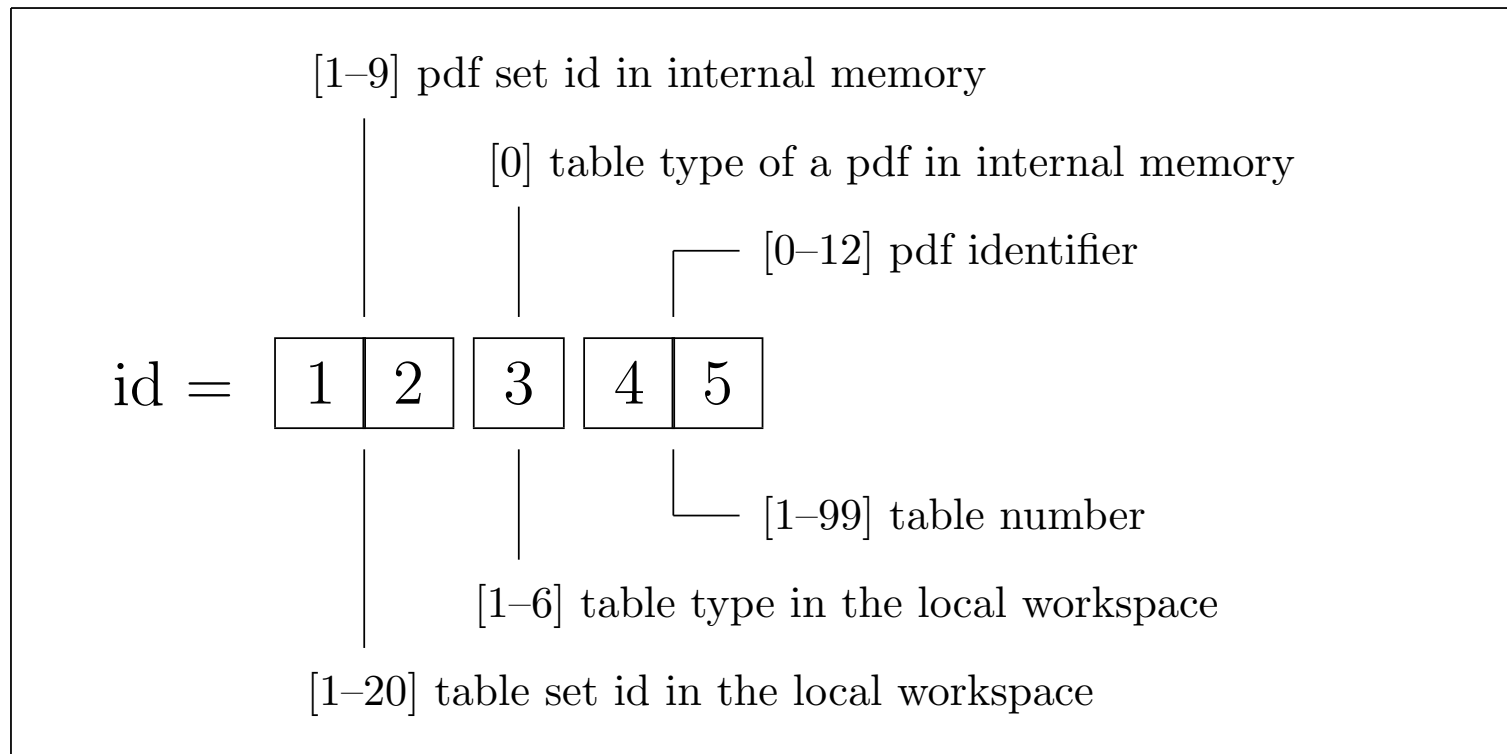 [1–9] pdf set id in internal memory
[0] table type of a pdf in internal memory
[0–12] pdf identifier
id = 1 2 3 4 5
[1–99] table number
[1–6] table type in the local workspace
[1–20] table set id in the local workspace